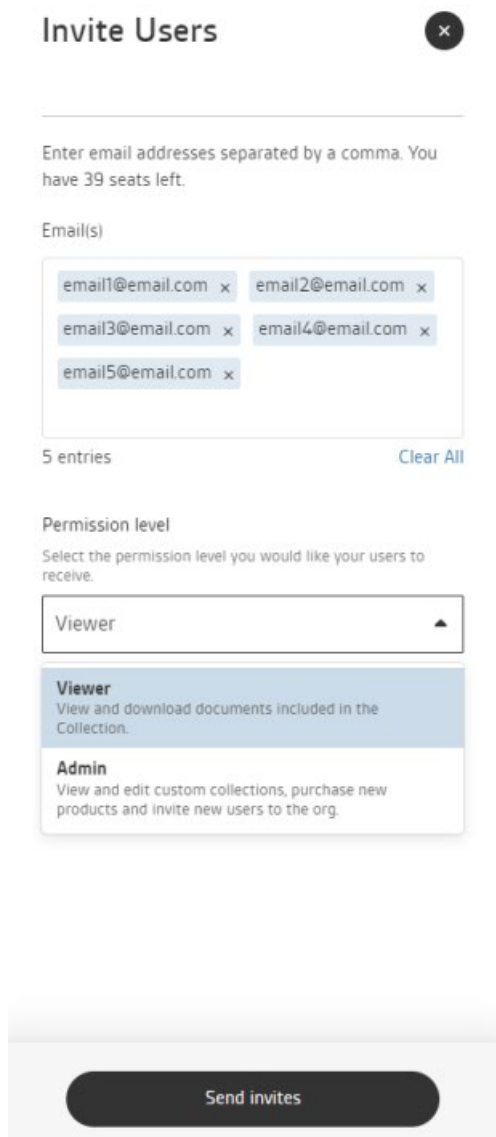 Invite Users
Enter email addresses separated by a comma. You
have 39 seats left.
Email(s)
email1@email.com × email2@email.com ×
email3@email.com × email4@email.com ×
email5@email.com ×
5 entries Clear All
Permission level
Select the permission level you would like your users to
receive.
Viewer
Viewer
View and download documents included in the
Collection.
Admin
View and edit custom collections, purchase new
products and invite new users to the org.
Send invites